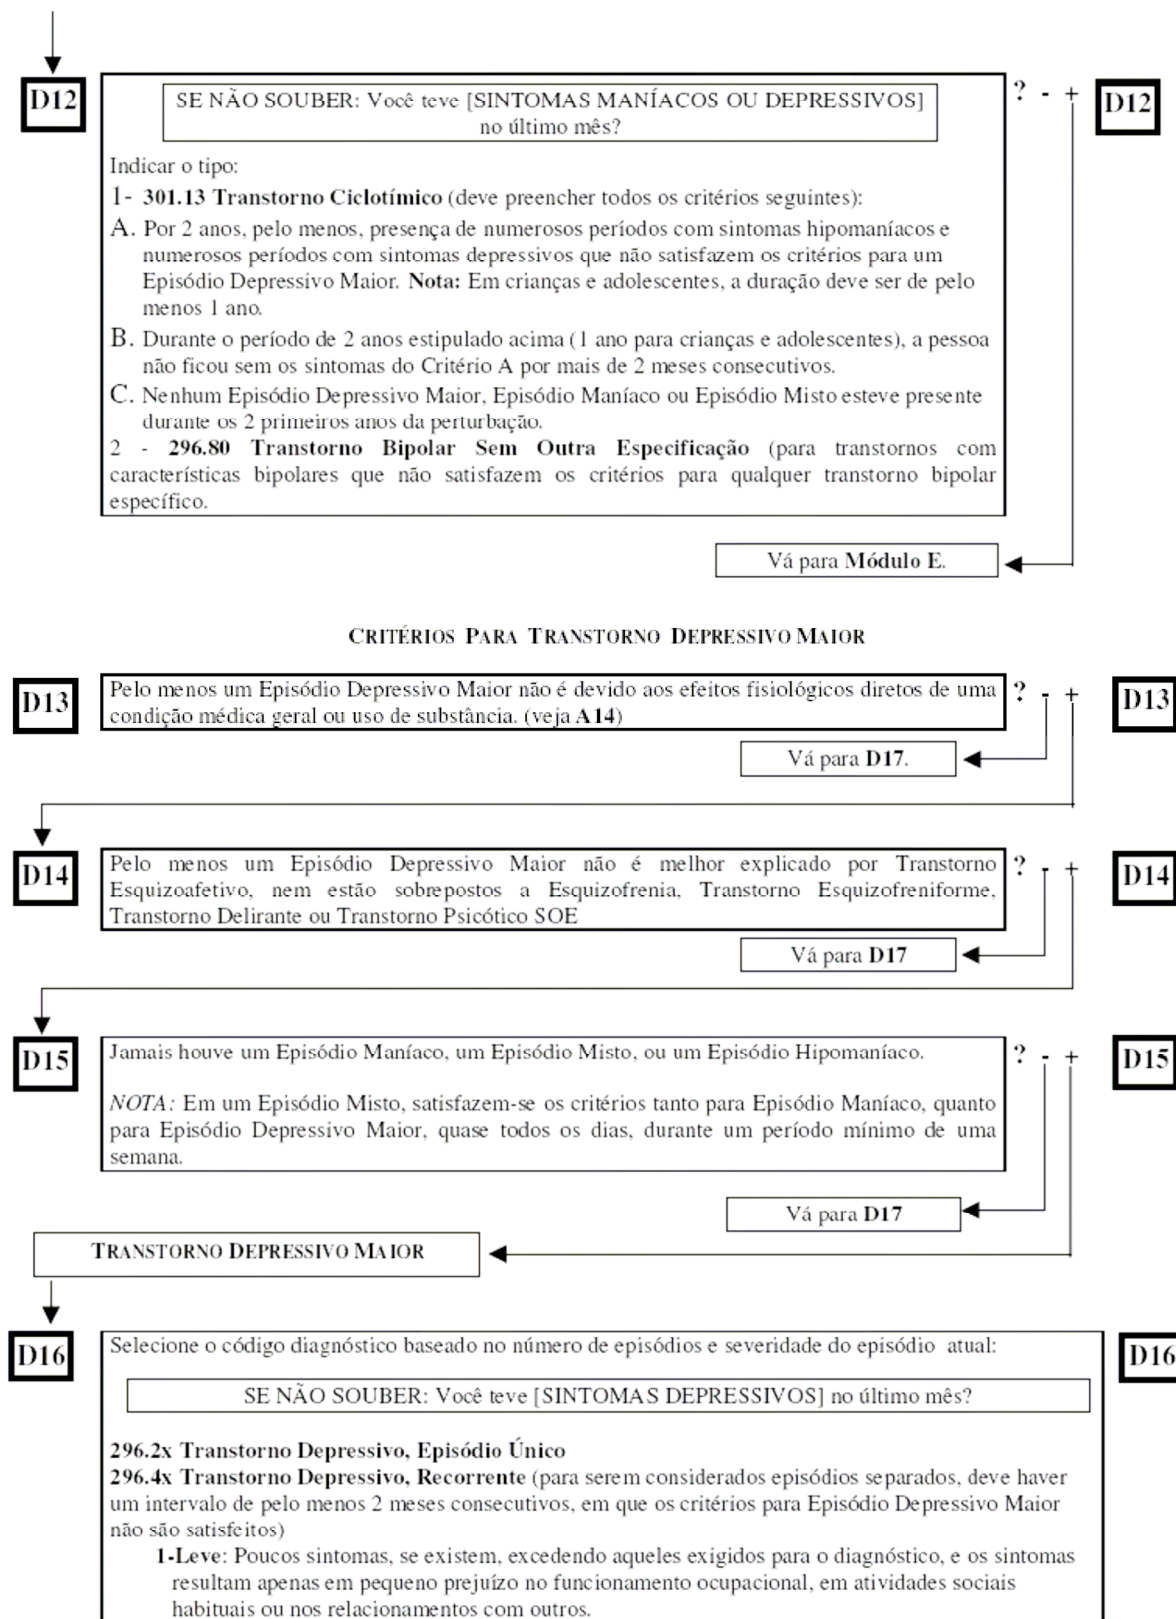 D12
SE NÃO SOUBER: Você teve [SINTOMAS MANÍACOS OU DEPRESSIVOS]
no último mês?
? - +
D12
Indicar o tipo:
1- 301.13 Transtorno Ciclotímico (deve preencher todos os critérios seguintes):
A. Por 2 anos, pelo menos, presença de numerosos períodos com sintomas hipomaníacos e
numerosos períodos com sintomas depressivos que não satisfazem os critérios para um
Episódio Depressivo Maior. Nota: Em crianças e adolescentes, a duração deve ser de pelo
menos 1 ano.
B. Durante o período de 2 anos estipulado acima (1 ano para crianças e adolescentes), a pessoa
não ficou sem os sintomas do Critério A por mais de 2 meses consecutivos.
C. Nenhum Episódio Depressivo Maior, Episódio Maníaco ou Episódio Misto esteve presente
durante os 2 primeiros anos da perturbação.
2 - 296.80 Transtorno Bipolar Sem Outra Especificação (para transtornos com
características bipolares que não satisfazem os critérios para qualquer transtorno bipolar
específico.
Vá para Módulo E.
CRITÉRIOS PARA TRANSTORNO DEPRESSIVO MAIOR
D13
Pelo menos um Episódio Depressivo Maior não é devido aos efeitos fisiológicos diretos de uma
condição médica geral ou uso de substância. (veja A14)
? - +
D13
Vá para D17.
D14
Pelo menos um Episódio Depressivo Maior não é melhor explicado por Transtorno
Esquizoafetivo, nem estão sobrepostos a Esquizofrenia, Transtorno Esquizofreniforme,
Transtorno Delirante ou Transtorno Psicótico SOE
? - +
D14
Vá para D17
D15
Jamais houve um Episódio Maníaco, um Episódio Misto, ou um Episódio Hipomaníaco.
? - +
D15
NOTA: Em um Episódio Misto, satisfazem-se os critérios tanto para Episódio Maníaco, quanto
para Episódio Depressivo Maior, quase todos os dias, durante um período mínimo de uma
semana.
Vá para D17
TRANSTORNO DEPRESSIVO MAIOR
D16
Selecione o código diagnóstico baseado no número de episódios e severidade do episódio atual:
D16
SE NÃO SOUBER: Você teve [SINTOMAS DEPRESSIVOS] no último mês?
296.2x Transtorno Depressivo, Episódio Único
296.4x Transtorno Depressivo, Recorrente (para serem considerados episódios separados, deve haver
um intervalo de pelo menos 2 meses consecutivos, em que os critérios para Episódio Depressivo Maior
não são satisfeitos)
1-Leve: Poucos sintomas, se existem, excedendo aqueles exigidos para o diagnóstico, e os sintomas
resultam apenas em pequeno prejuízo no funcionamento ocupacional, em atividades sociais
habituais ou nos relacionamentos com outros.